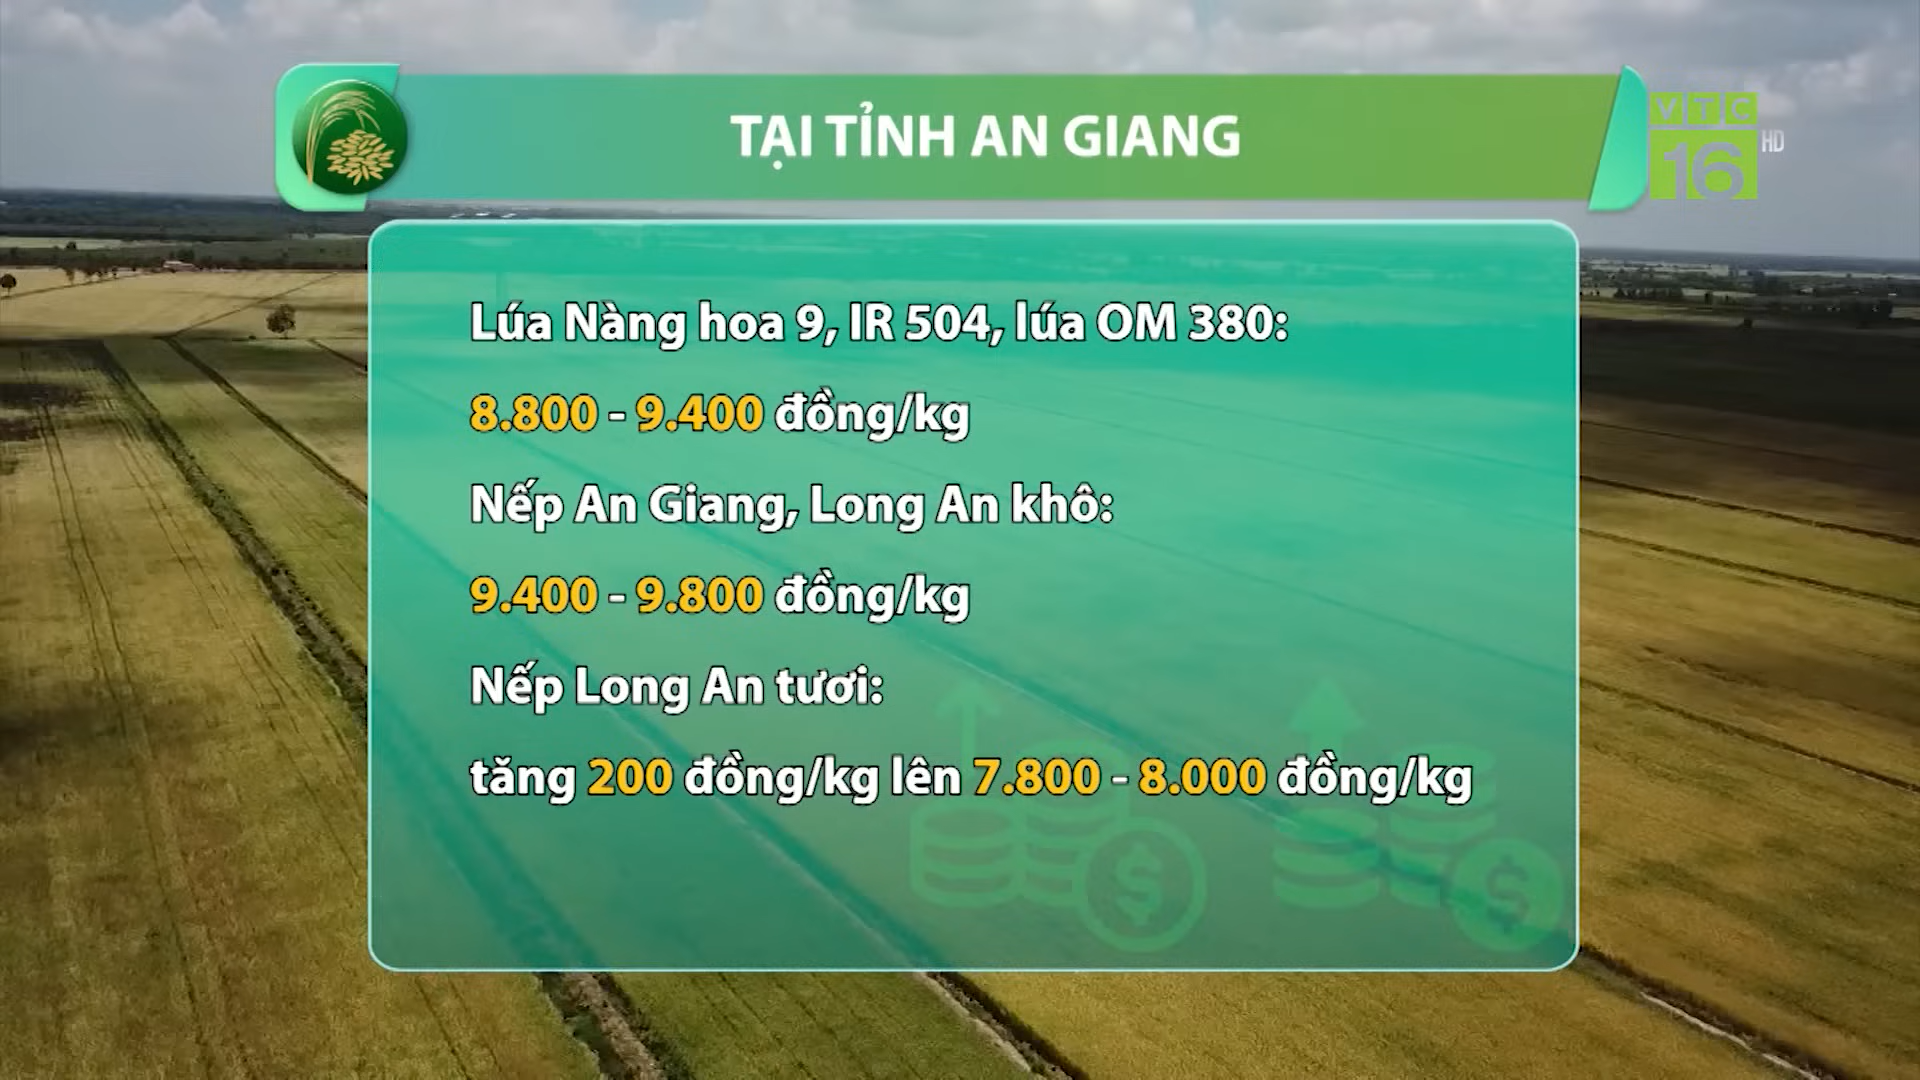 TẠI TỈNH AN GIANG
VTC
16 HD
Lúa Nàng hoa 9, IR 504, lúa OM 380:
8.800 - 9.400 đồng/kg
Nếp An Giang, Long An khô:
9.400 - 9.800 đồng/kg
Nếp Long An tươi:
tăng 200 đồng/kg lên 7.800 - 8.000 đồng/kg